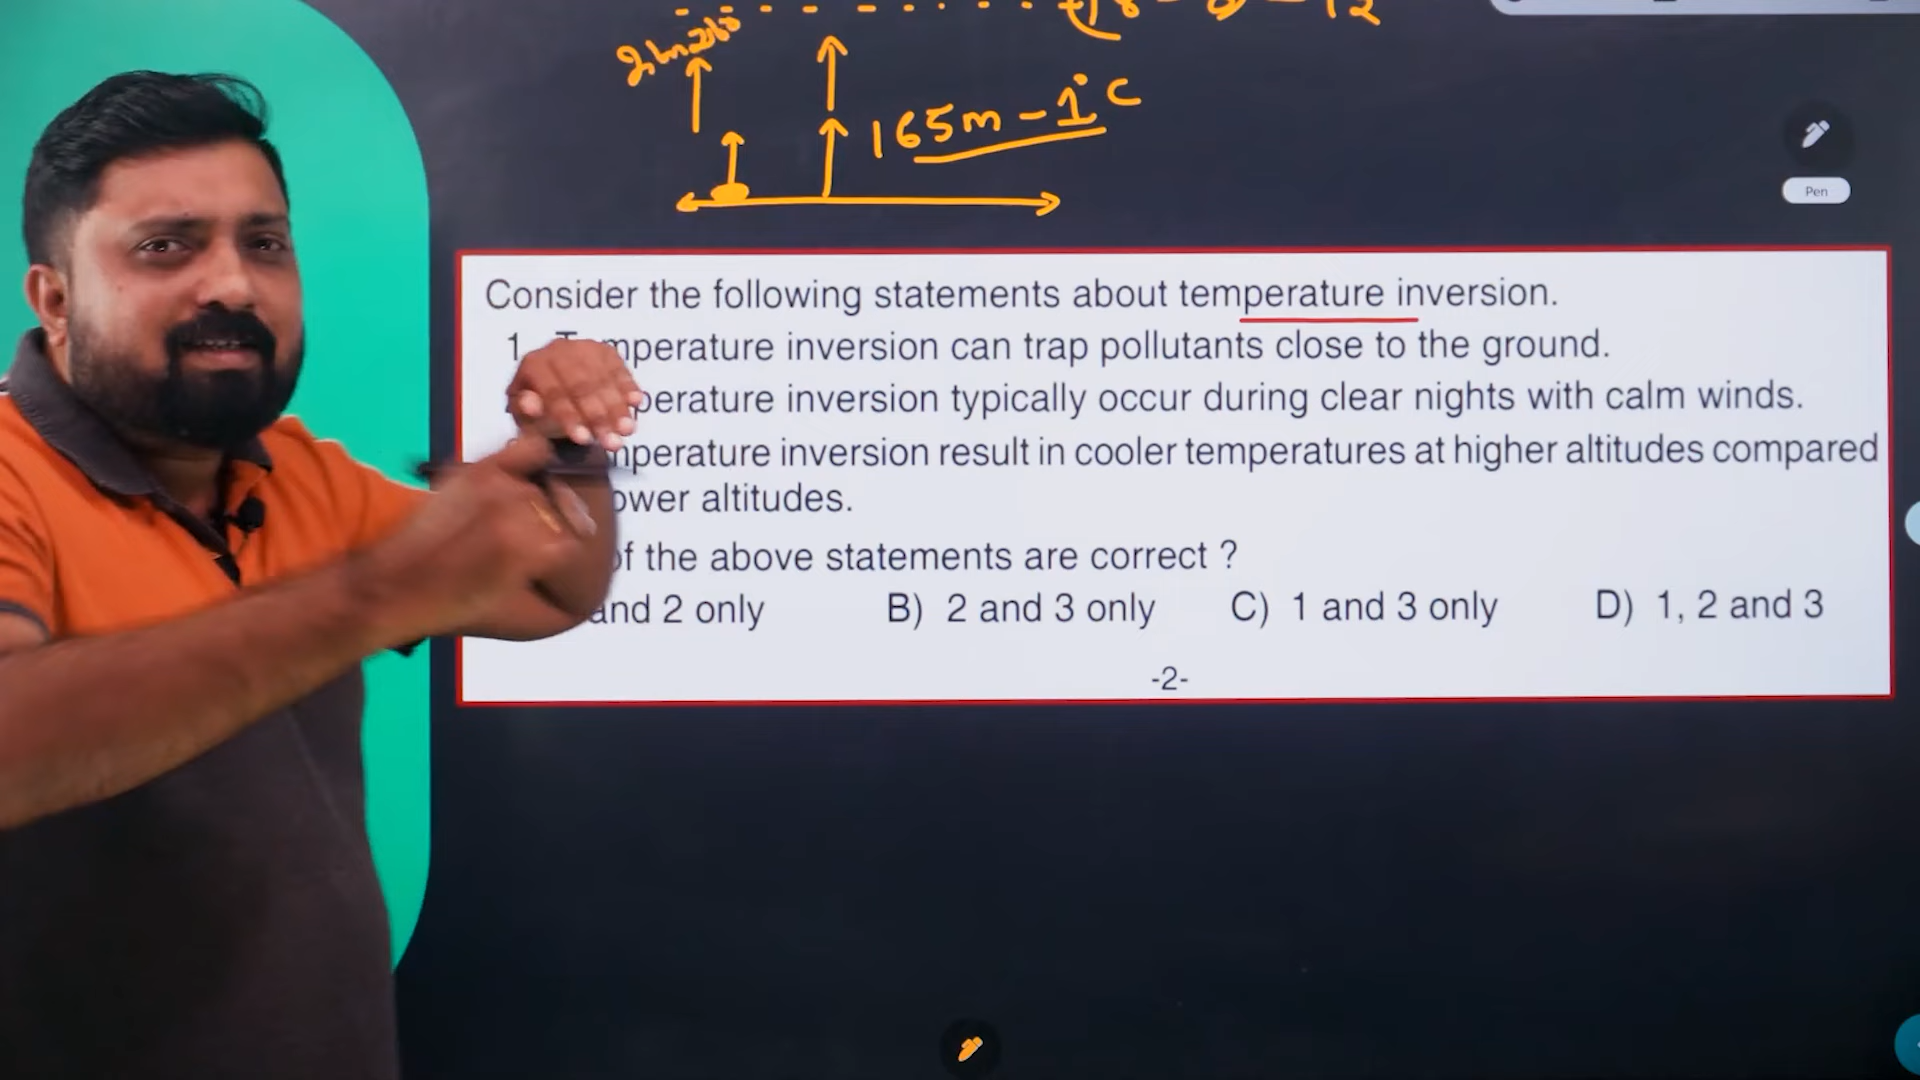 165m - 1°C
Pen
Consider the following statements about temperature inversion.
1. Temperature inversion can trap pollutants close to the ground.
perature inversion typically occur during clear nights with calm winds.
perature inversion result in cooler temperatures at higher altitudes compared
ower altitudes.
of the above statements are correct ?
and 2 only B) 2 and 3 only C) 1 and 3 only D) 1, 2 and 3
-2-